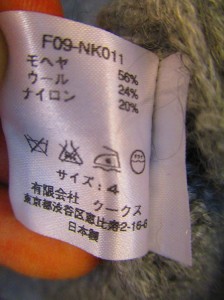 F09-NK011
モヘヤ 56%
ウール 24%
ナイロン 20%
サイズ: 4
有限会社 クークス
東京都渋谷区恵比寿2-16-6
日本製